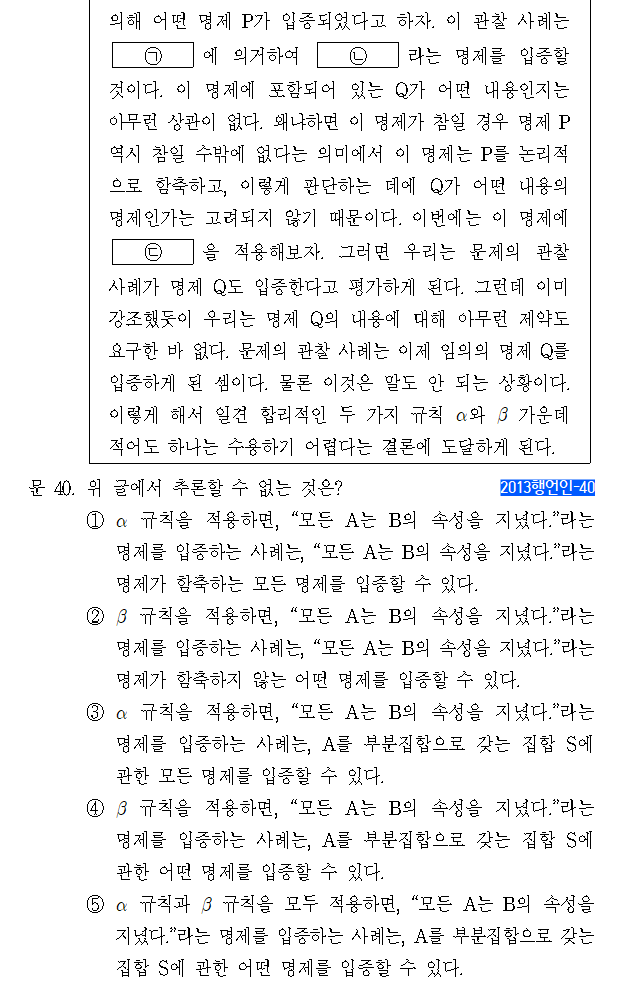 의해 어떤 명제 P가 입증되었다고 하자. 이 관찰 사례는
㉠ 에 의거하여 ㉡ 라는 명제를 입증할
것이다. 이 명제에 포함되어 있는 Q가 어떤 내용인지는
아무런 상관이 없다. 왜냐하면 이 명제가 참일 경우 명제 P
역시 참일 수밖에 없다는 의미에서 이 명제는 P를 논리적
으로 함축하고, 이렇게 판단하는 데에 Q가 어떤 내용의
명제인가는 고려되지 않기 때문이다. 이번에는 이 명제에
㉢ 을 적용해보자. 그러면 우리는 문제의 관찰
사례가 명제 Q도 입증한다고 평가하게 된다. 그런데 이미
강조했듯이 우리는 명제 Q의 내용에 대해 아무런 제약도
요구한 바 없다. 문제의 관찰 사례는 이제 임의의 명제 Q를
입증하게 된 셈이다. 물론 이것은 말도 안 되는 상황이다.
이렇게 해서 일견 합리적인 두 가지 규칙 α와 β 가운데
적어도 하나는 수용하기 어렵다는 결론에 도달하게 된다.
문 40. 위 글에서 추론할 수 없는 것은? 2013행언인-40
① α 규칙을 적용하면, “모든 A는 B의 속성을 지녔다.”라는
명제를 입증하는 사례는, “모든 A는 B의 속성을 지녔다.”라는
명제가 함축하는 모든 명제를 입증할 수 있다.
② β 규칙을 적용하면, “모든 A는 B의 속성을 지녔다.”라는
명제를 입증하는 사례는, “모든 A는 B의 속성을 지녔다.”라는
명제가 함축하지 않는 어떤 명제를 입증할 수 있다.
③ α 규칙을 적용하면, “모든 A는 B의 속성을 지녔다.”라는
명제를 입증하는 사례는, A를 부분집합으로 갖는 집합 S에
관한 모든 명제를 입증할 수 있다.
④ β 규칙을 적용하면, “모든 A는 B의 속성을 지녔다.”라는
명제를 입증하는 사례는, A를 부분집합으로 갖는 집합 S에
관한 어떤 명제를 입증할 수 있다.
⑤ α 규칙과 β 규칙을 모두 적용하면, “모든 A는 B의 속성을
지녔다.”라는 명제를 입증하는 사례는, A를 부분집합으로 갖는
집합 S에 관한 어떤 명제를 입증할 수 있다.